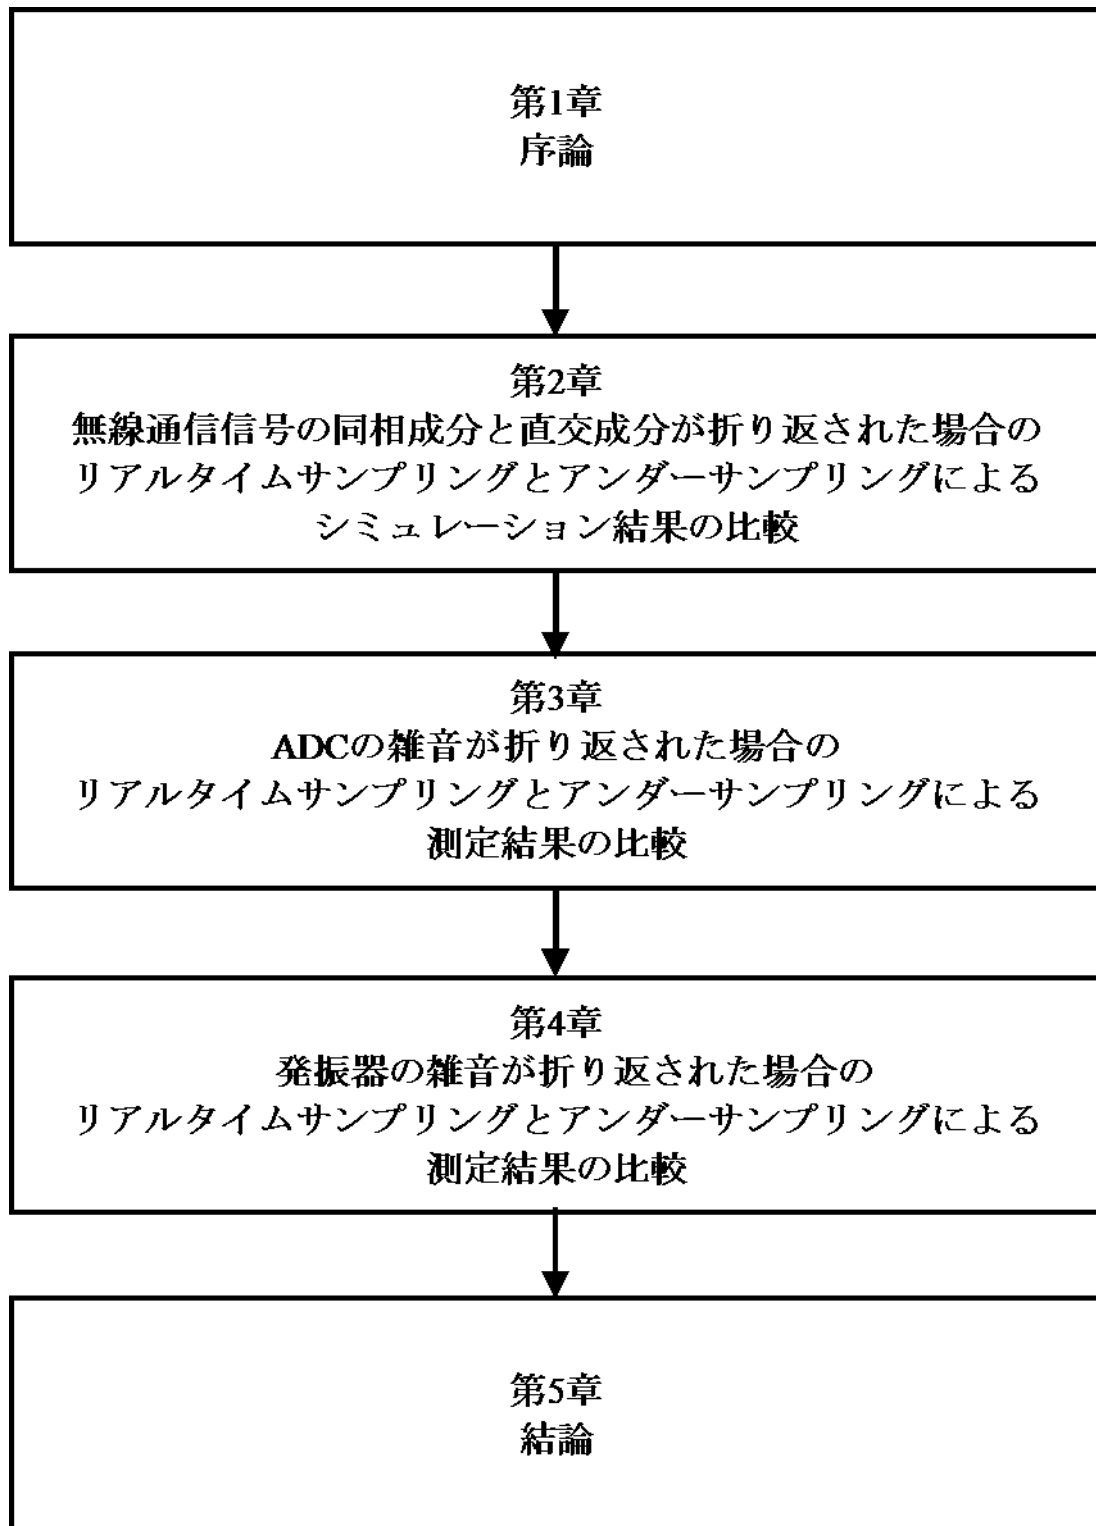 第1章
序論
第2章
無線通信信号の同相成分と直交成分が折り返された場合の
リアルタイムサンプリングとアンダーサンプリングによる
シミュレーション結果の比較
第3章
ADCの雑音が折り返された場合の
リアルタイムサンプリングとアンダーサンプリングによる
測定結果の比較
第4章
発振器の雑音が折り返された場合の
リアルタイムサンプリングとアンダーサンプリングによる
測定結果の比較
第5章
結論